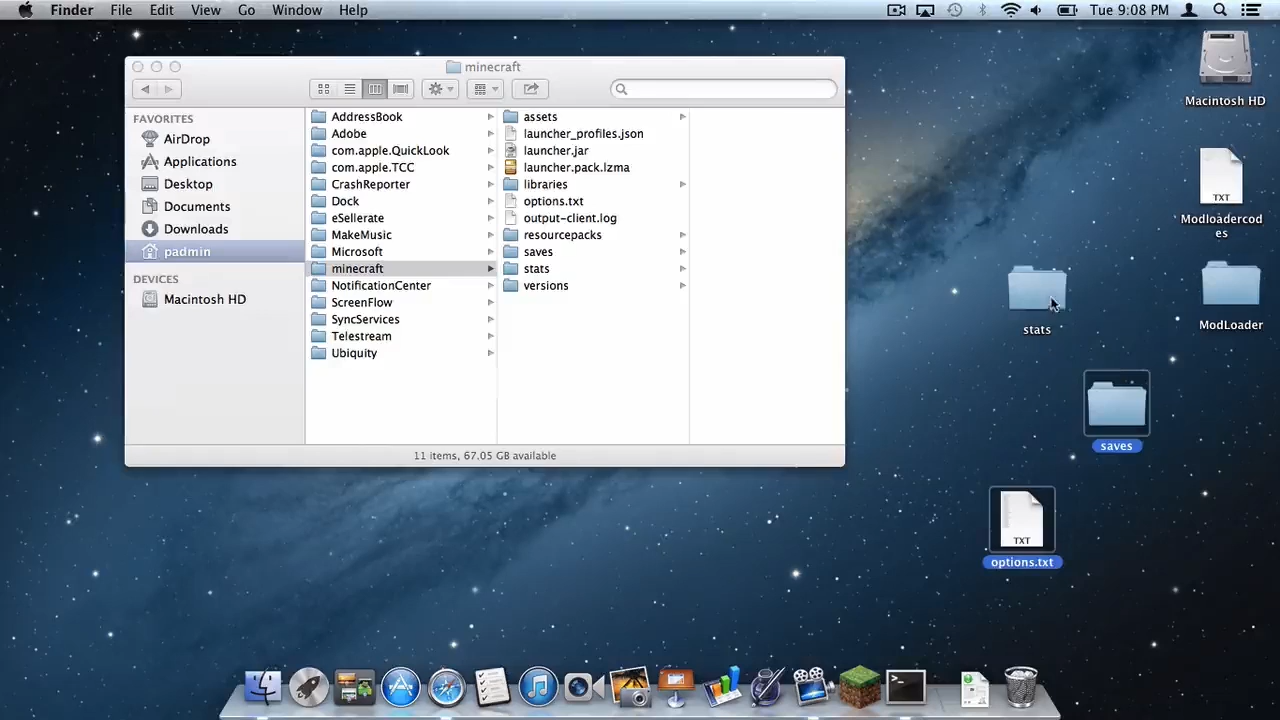 Finder File Edit View Go Window Help Tue 9:08 PM
minecraft
FAVORITES
AirDrop
Applications
Desktop
Documents
Downloads
padmin
DEVICES
Macintosh HD
AddressBook
Adobe
com.apple.QuickLook
com.apple.TCC
CrashReporter
Dock
eSellerate
MakeMusic
Microsoft
minecraft
NotificationCenter
ScreenFlow
SyncServices
Telestream
Ubiquity
assets
launcher_profiles.json
launcher.jar
launcher.pack.lzma
libraries
options.txt
output-client.log
resourcepacks
saves
stats
versions
11 items, 67.05 GB available
Macintosh HD
TXT
Modloadercod
es
stats
ModLoader
saves
TXT
options.txt